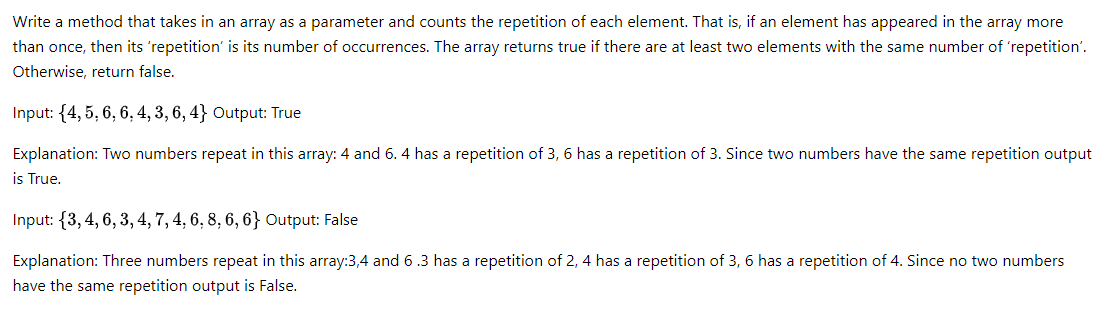 Write a method that takes in an array as a parameter and counts the repetition of each element. That is, if an element has appeared in the array more
than once, then its 'repetition' is its number of occurrences. The array returns true if there are at least two elements with the same number of 'repetition'.
Otherwise, return false.
Input: {4, 5, 6, 6, 4, 3, 6, 4} Output: True
Explanation: Two numbers repeat in this array: 4 and 6. 4 has a repetition of 3, 6 has a repetition of 3. Since two numbers have the same repetition output
is True.
Input: {3, 4, 6, 3, 4, 7, 4, 6, 8, 6, 6} Output: False
Explanation: Three numbers repeat in this array:3,4 and 6 .3 has a repetition of 2, 4 has a repetition of 3, 6 has a repetition of 4. Since no two numbers
have the same repetition output is False.